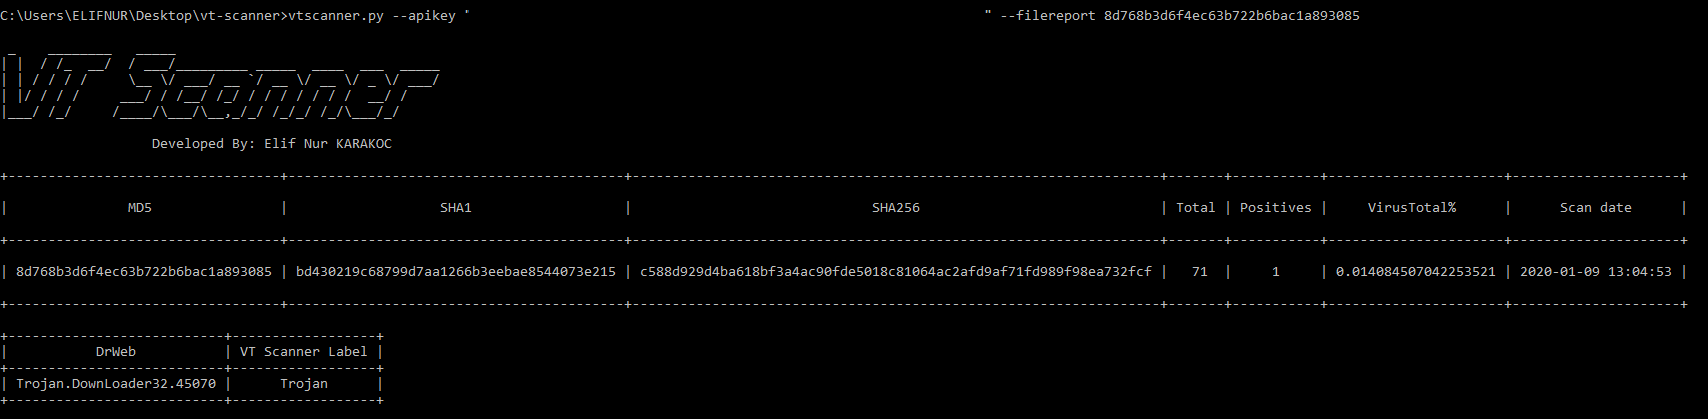 C:\Users\ELIFNUR\Desktop\vt-scanner>vtscanner.py --apikey " " --filereport 8d768b3d6f4ec63b722b6bac1a893085
VT Scanner
Developed By: Elif Nur KARAKOC
| MD5 | SHA1 | SHA256 | Total | Positives | VirusTotal% | Scan date |
| 8d768b3d6f4ec63b722b6bac1a893085 | bd430219c68799d7aa1266b3eebae8544073e215 | c588d929d4ba618bf3a4ac90fde5018c81064ac2afd9af71fd989f98ea732fcf | 71 | 1 | 0.014084507042253521 | 2020-01-09 13:04:53 |
| DrWeb | VT Scanner Label |
| Trojan.DownLoader32.45070 | Trojan |